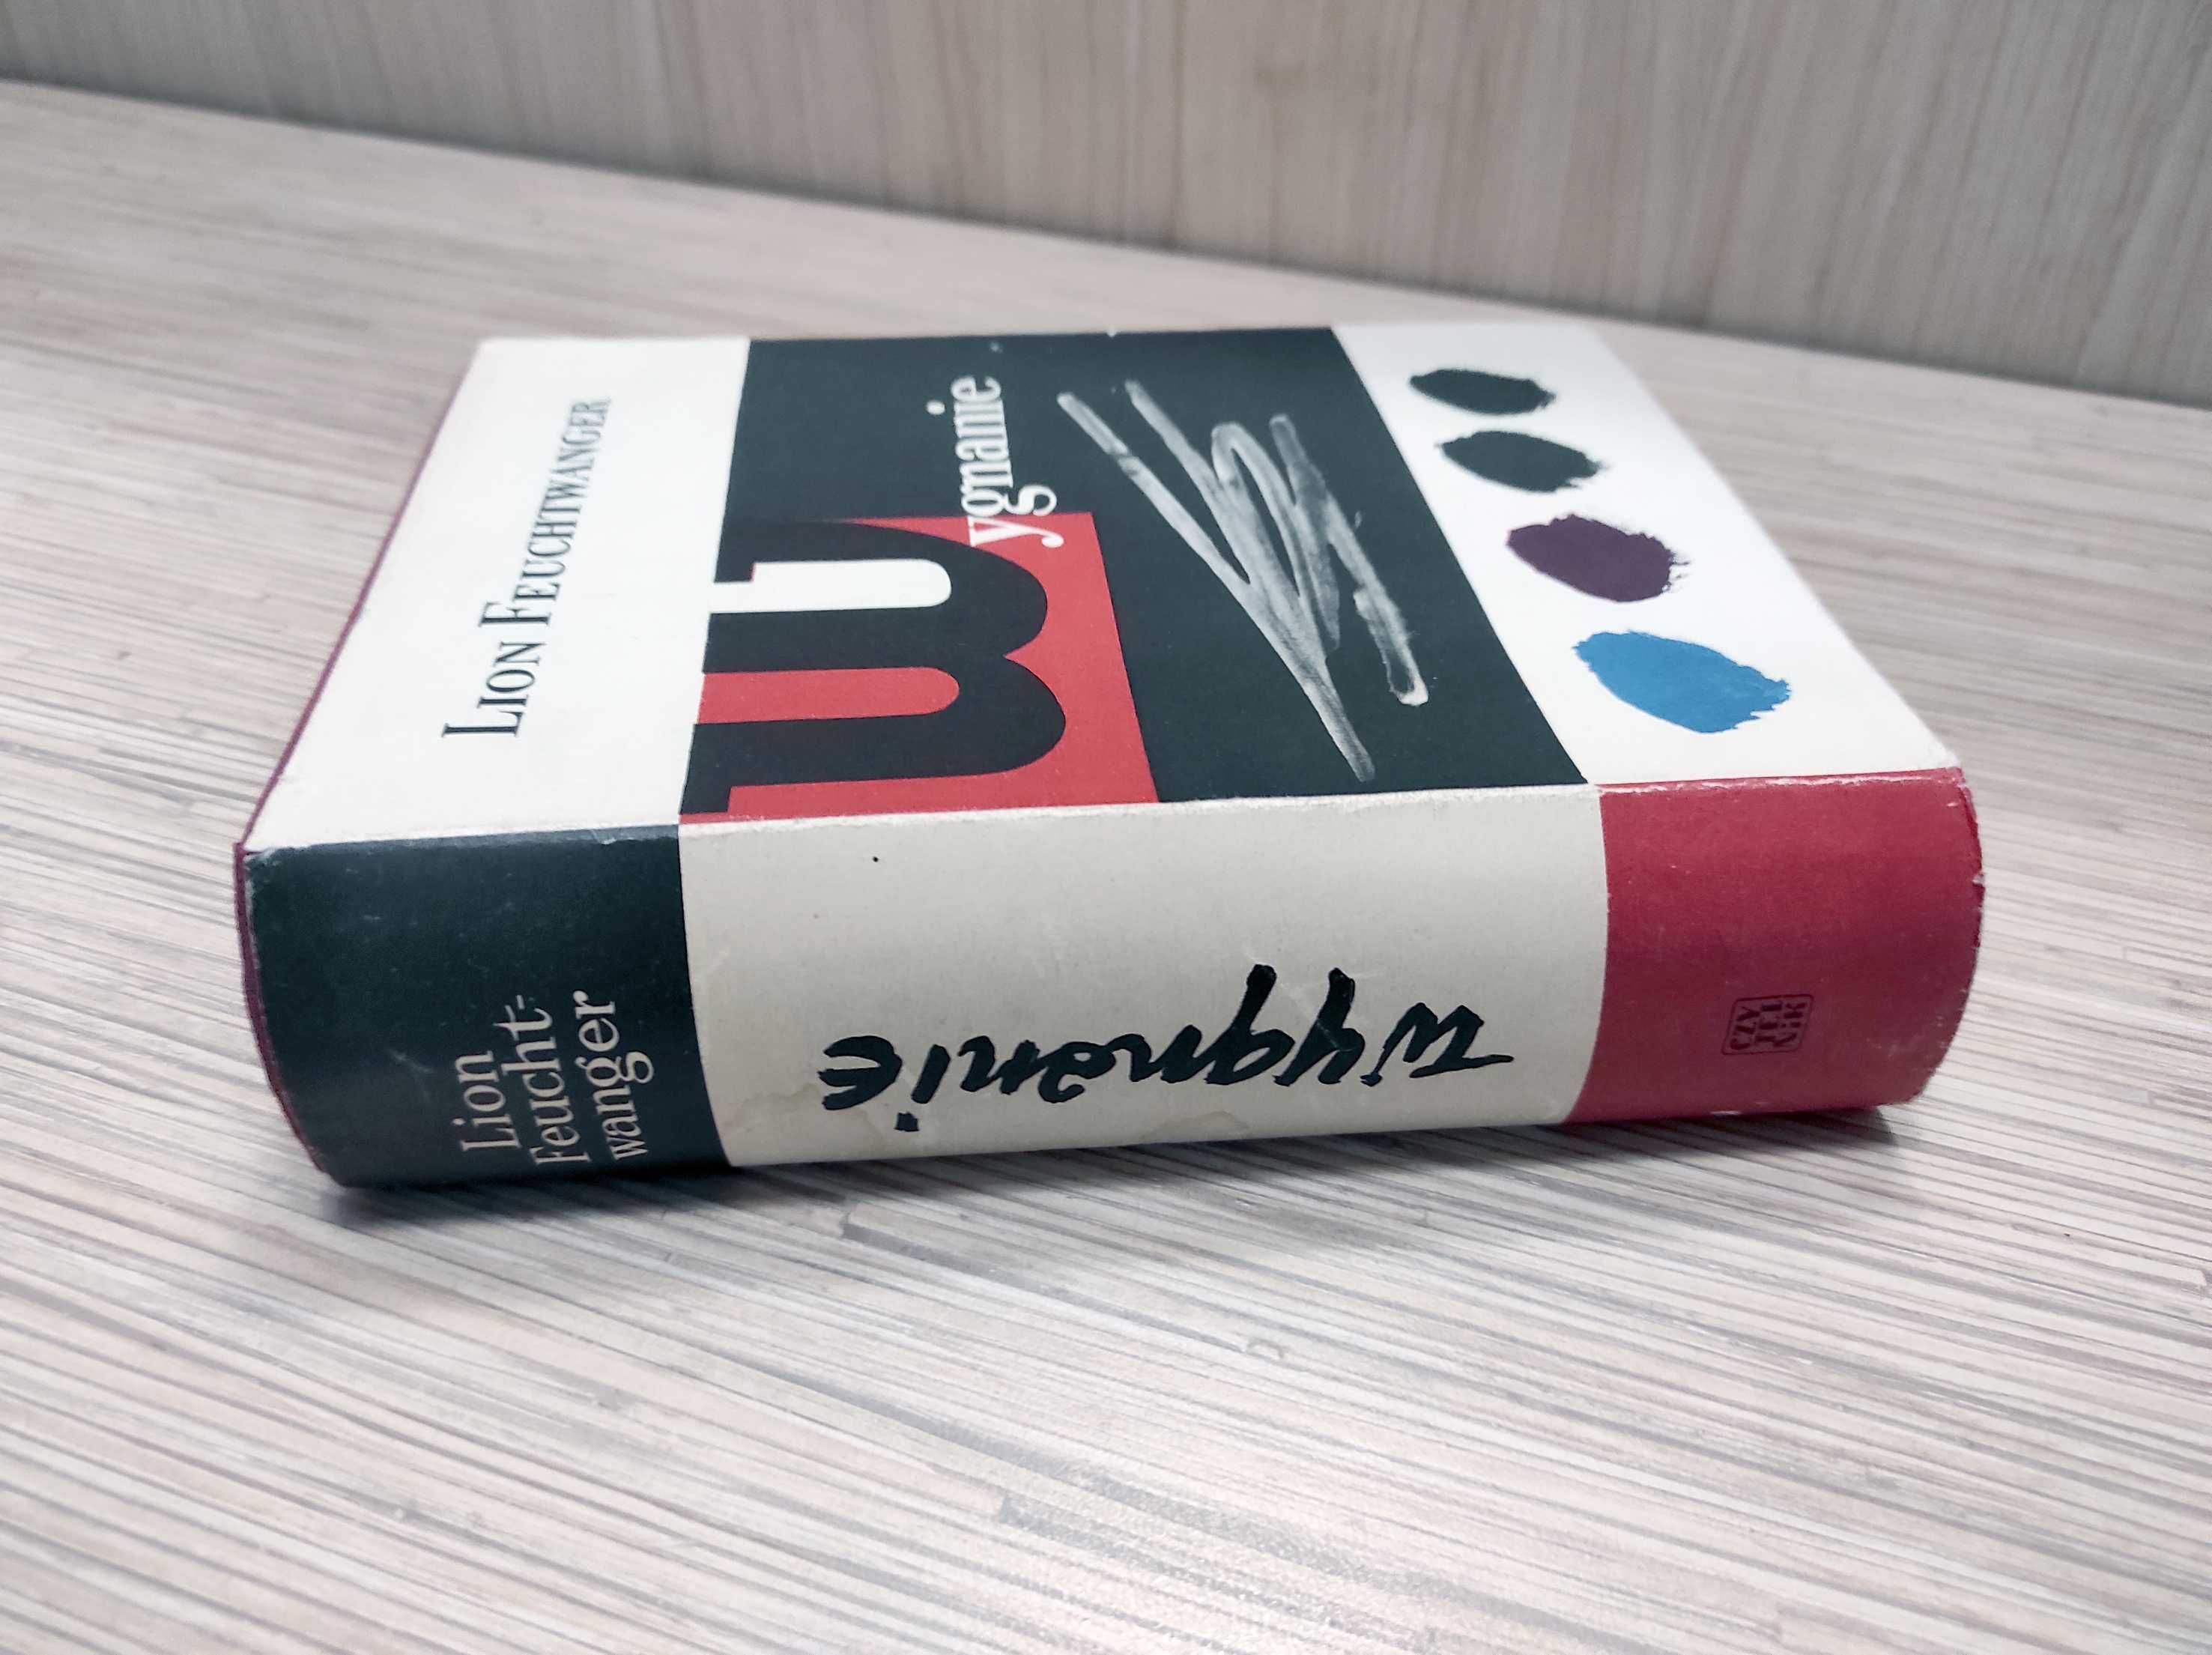 LION FEUCHTWANGER
Wygnanie
Lion
Feucht-
wanger
Wygnanie
CZY
TEL
NIK